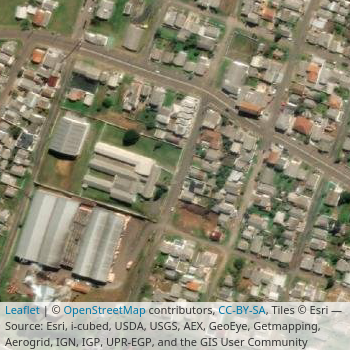 Leaflet | © OpenStreetMap contributors, CC-BY-SA, Tiles © Esri —
Source: Esri, i-cubed, USDA, USGS, AEX, GeoEye, Getmapping,
Aerogrid, IGN, IGP, UPR-EGP, and the GIS User Community